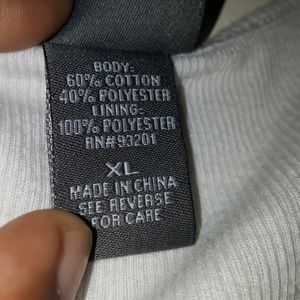 BODY:
60% COTTON
40% POLYESTER
LINING:
100% POLYESTER
RN#93201
XL
MADE IN CHINA
SEE REVERSE
FOR CARE